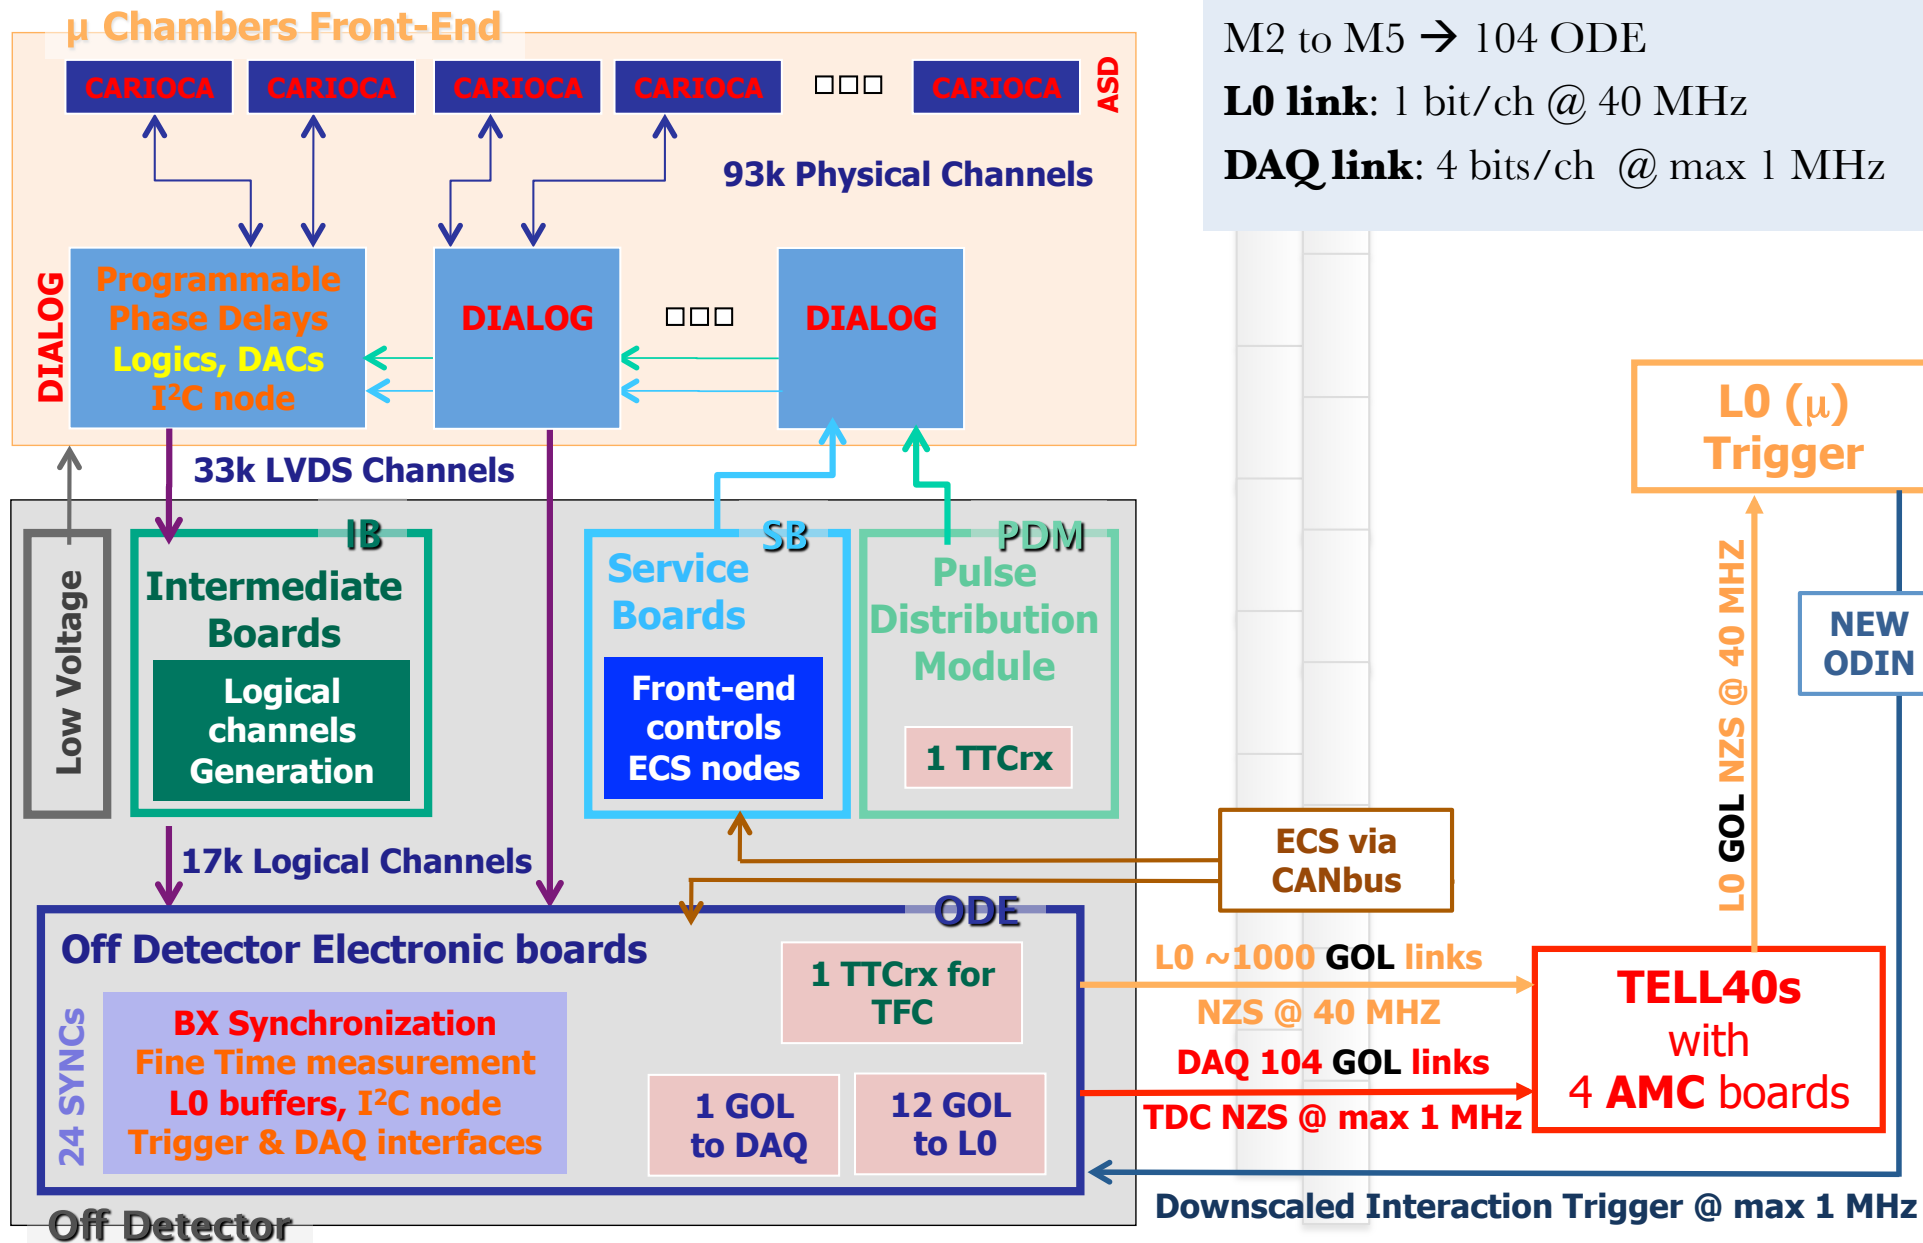 μ Chambers Front-End
CARIOCA CARIOCA CARIOCA CARIOCA □□□ CARIOCA
ASD
93k Physical Channels
DIALOG
Programmable
Phase Delays
Logics, DACs
I²C node
DIALOG
□□□
DIALOG
33k LVDS Channels
Low Voltage
IB
Intermediate
Boards
Logical
channels
Generation
SB
Service
Boards
Front-end
controls
ECS nodes
PDM
Pulse
Distribution
Module
1 TTCrx
17k Logical Channels
ODE
Off Detector Electronic boards
24 SYNCs
BX Synchronization
Fine Time measurement
L0 buffers, I²C node
Trigger & DAQ interfaces
1 TTCrx for
TFC
1 GOL
to DAQ
12 GOL
to L0
Off Detector
M2 to M5 → 104 ODE
L0 link: 1 bit/ch @ 40 MHz
DAQ link: 4 bits/ch @ max 1 MHz
L0 (μ)
Trigger
L0 GOL NZS @ 40 MHZ
NEW
ODIN
ECS via
CANbus
L0 ~1000 GOL links
NZS @ 40 MHZ
DAQ 104 GOL links
TDC NZS @ max 1 MHz
TELL40s
with
4 AMC boards
Downscaled Interaction Trigger @ max 1 MHz